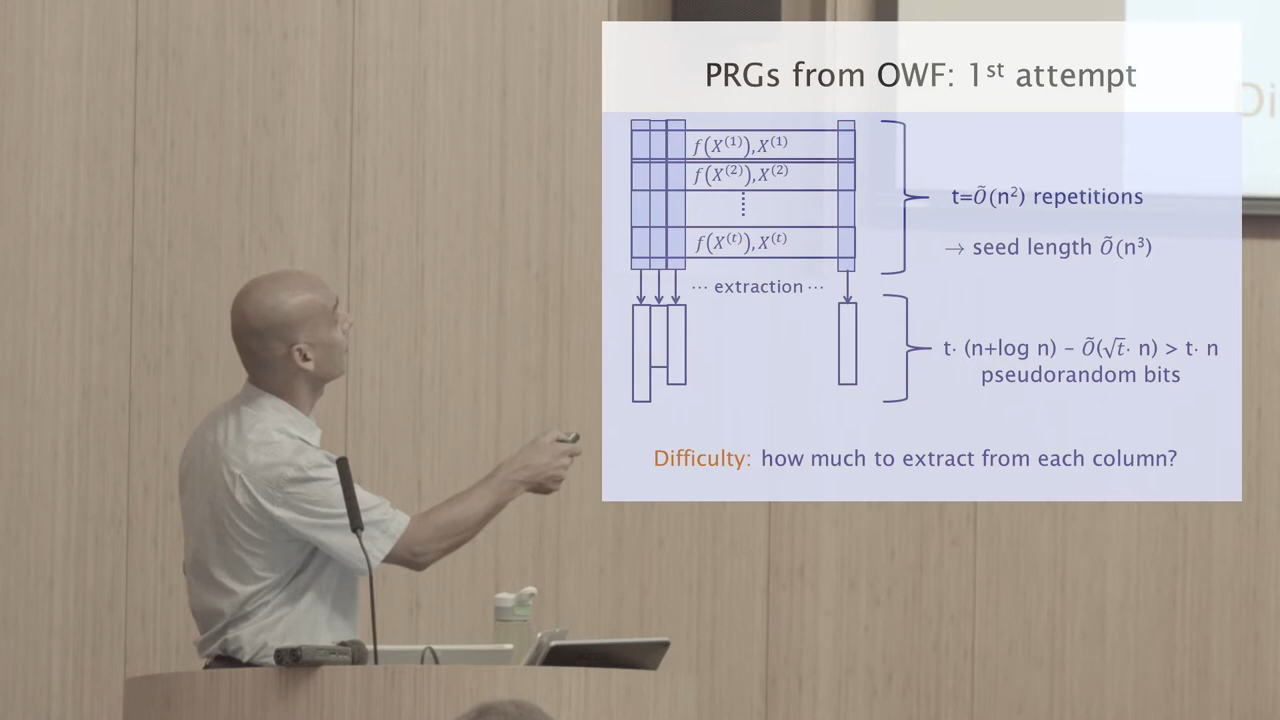 PRGs from OWF: 1ˢᵗ attempt
Di
f(X⁽¹⁾),X⁽¹⁾
f(X⁽²⁾),X⁽²⁾
⋮
f(X⁽ᵗ⁾),X⁽ᵗ⁾
t=Õ(n²) repetitions
→ seed length Õ(n³)
··· extraction ···
t· (n+log n) – Õ(√t· n) > t· n
pseudorandom bits
Difficulty: how much to extract from each column?